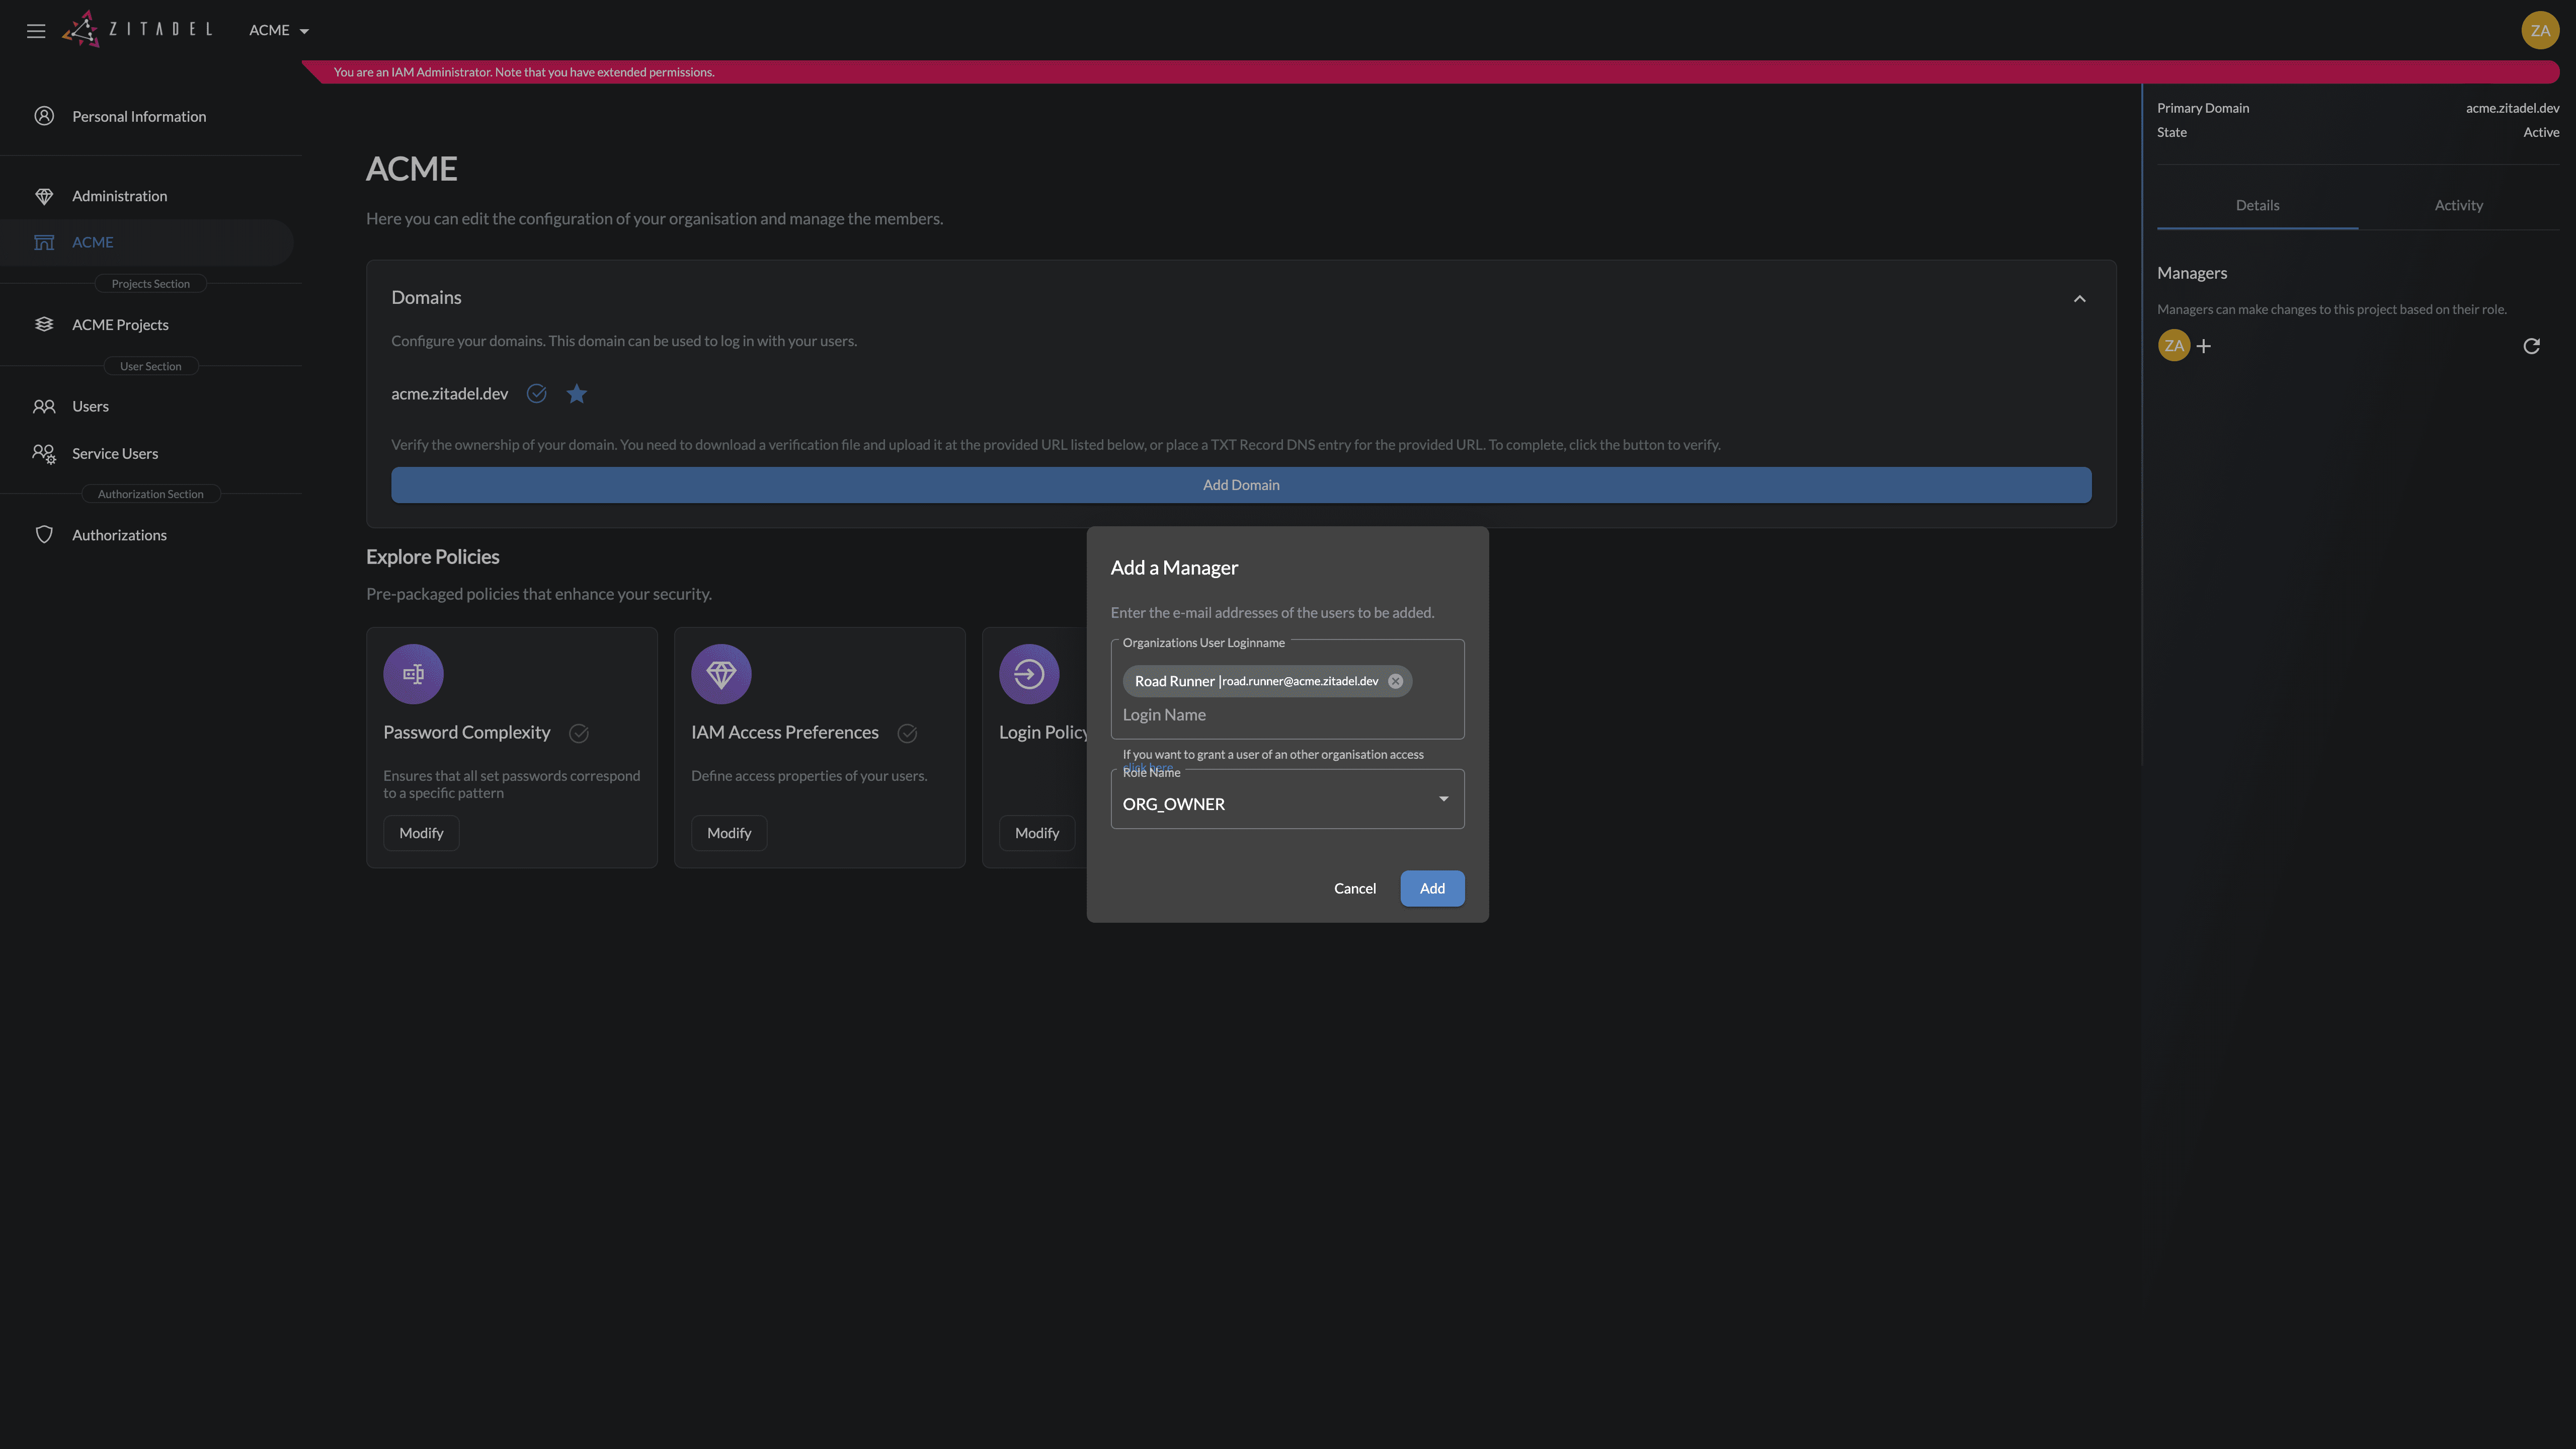 ZITADEL
ACME
ZA
You are an IAM Administrator. Note that you have extended permissions.
Personal Information
Administration
ACME
Projects Section
ACME Projects
User Section
Users
Service Users
Authorization Section
Authorizations
ACME
Here you can edit the configuration of your organisation and manage the members.
Domains
Configure your domains. This domain can be used to log in with your users.
acme.zitadel.dev
Verify the ownership of your domain. You need to download a verification file and upload it at the provided URL listed below, or place a TXT Record DNS entry for the provided URL. To complete, click the button to verify.
Add Domain
Explore Policies
Pre-packaged policies that enhance your security.
Password Complexity
Ensures that all set passwords correspond
to a specific pattern
Modify
IAM Access Preferences
Define access properties of your users.
Modify
Login Policy
Modify
Add a Manager
Enter the e-mail addresses of the users to be added.
Organizations User Loginname
Road Runner |road.runner@acme.zitadel.dev
Login Name
If you want to grant a user of an other organisation access
click here
Role Name
ORG_OWNER
Cancel
Add
Primary Domain
acme.zitadel.dev
State
Active
Details
Activity
Managers
Managers can make changes to this project based on their role.
ZA